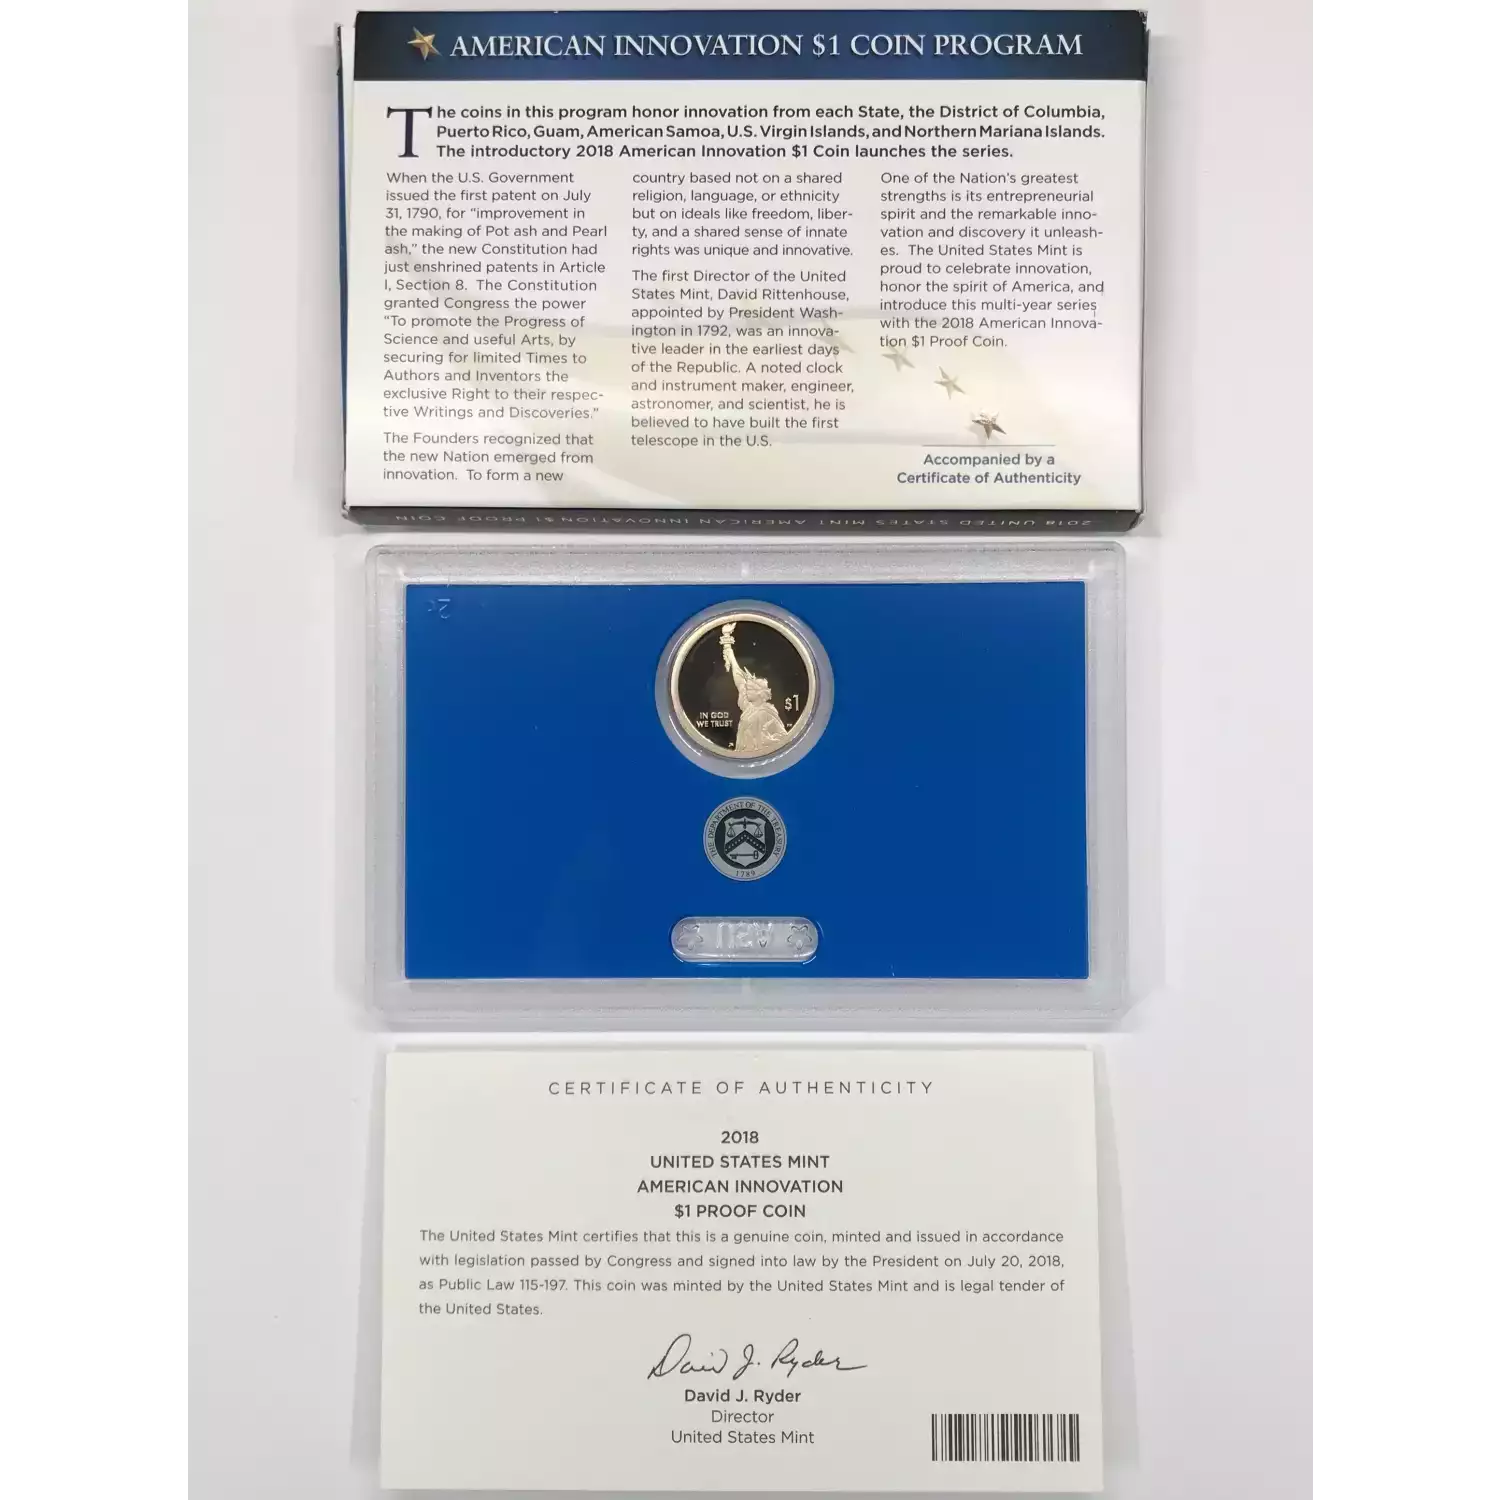 AMERICAN INNOVATION $1 COIN PROGRAM
The coins in this program honor innovation from each State, the District of Columbia,
Puerto Rico, Guam, American Samoa, U.S. Virgin Islands, and Northern Mariana Islands.
The introductory 2018 American Innovation $1 Coin launches the series.
When the U.S. Government
issued the first patent on July
31, 1790, for “improvement in
the making of Pot ash and Pearl
ash,” the new Constitution had
just enshrined patents in Article
I, Section 8. The Constitution
granted Congress the power
“To promote the Progress of
Science and useful Arts, by
securing for limited Times to
Authors and Inventors the
exclusive Right to their respec-
tive Writings and Discoveries.”
The Founders recognized that
the new Nation emerged from
innovation. To form a new
country based not on a shared
religion, language, or ethnicity
but on ideals like freedom, liber-
ty, and a shared sense of innate
rights was unique and innovative.
The first Director of the United
States Mint, David Rittenhouse,
appointed by President Wash-
ington in 1792, was an innova-
tive leader in the earliest days
of the Republic. A noted clock
and instrument maker, engineer,
astronomer, and scientist, he is
believed to have built the first
telescope in the U.S.
One of the Nation’s greatest
strengths is its entrepreneurial
spirit and the remarkable inno-
vation and discovery it unleash-
es. The United States Mint is
proud to celebrate innovation,
honor the spirit of America, and
introduce this multi-year series
with the 2018 American Innova-
tion $1 Proof Coin.
Accompanied by a
Certificate of Authenticity
2018 UNITED STATES MINT AMERICAN INNOVATION $1 PROOF COIN
IN GOD
WE TRUST
$1
THE DEPARTMENT OF THE TREASURY
1789
CERTIFICATE OF AUTHENTICITY
2018
UNITED STATES MINT
AMERICAN INNOVATION
$1 PROOF COIN
The United States Mint certifies that this is a genuine coin, minted and issued in accordance
with legislation passed by Congress and signed into law by the President on July 20, 2018,
as Public Law 115-197. This coin was minted by the United States Mint and is legal tender of
the United States.
David J. Ryder
David J. Ryder
Director
United States Mint